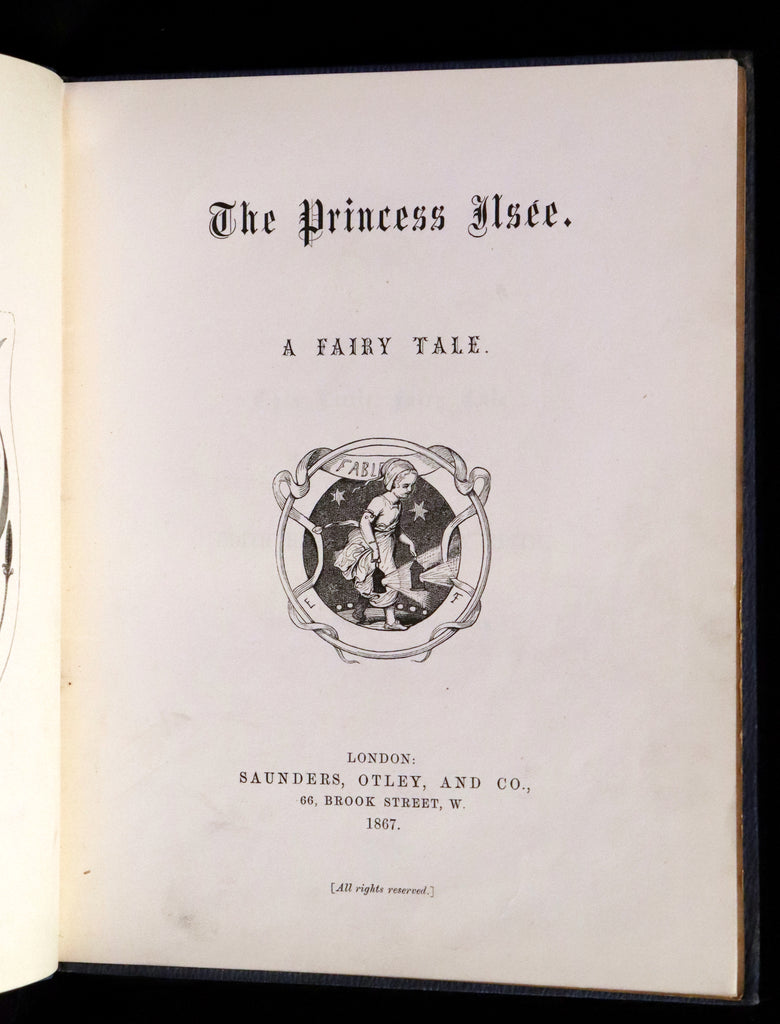 The Princess Ilsée.
A FAIRY TALE.
FABLE
LONDON:
SAUNDERS, OTLEY, AND CO.,
66, BROOK STREET, W.
1867.
[All rights reserved.]